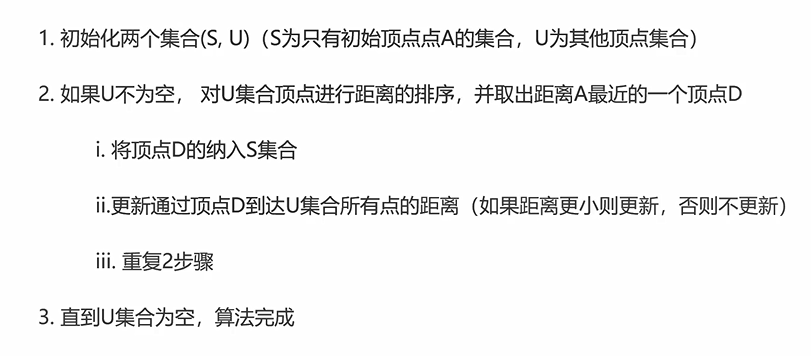 1. 初始化两个集合(S, U)（S为只有初始顶点点A的集合，U为其他顶点集合）
2. 如果U不为空， 对U集合顶点进行距离的排序，并取出距离A最近的一个顶点D
i. 将顶点D的纳入S集合
ii.更新通过顶点D到达U集合所有点的距离（如果距离更小则更新，否则不更新）
iii. 重复2步骤
3. 直到U集合为空，算法完成